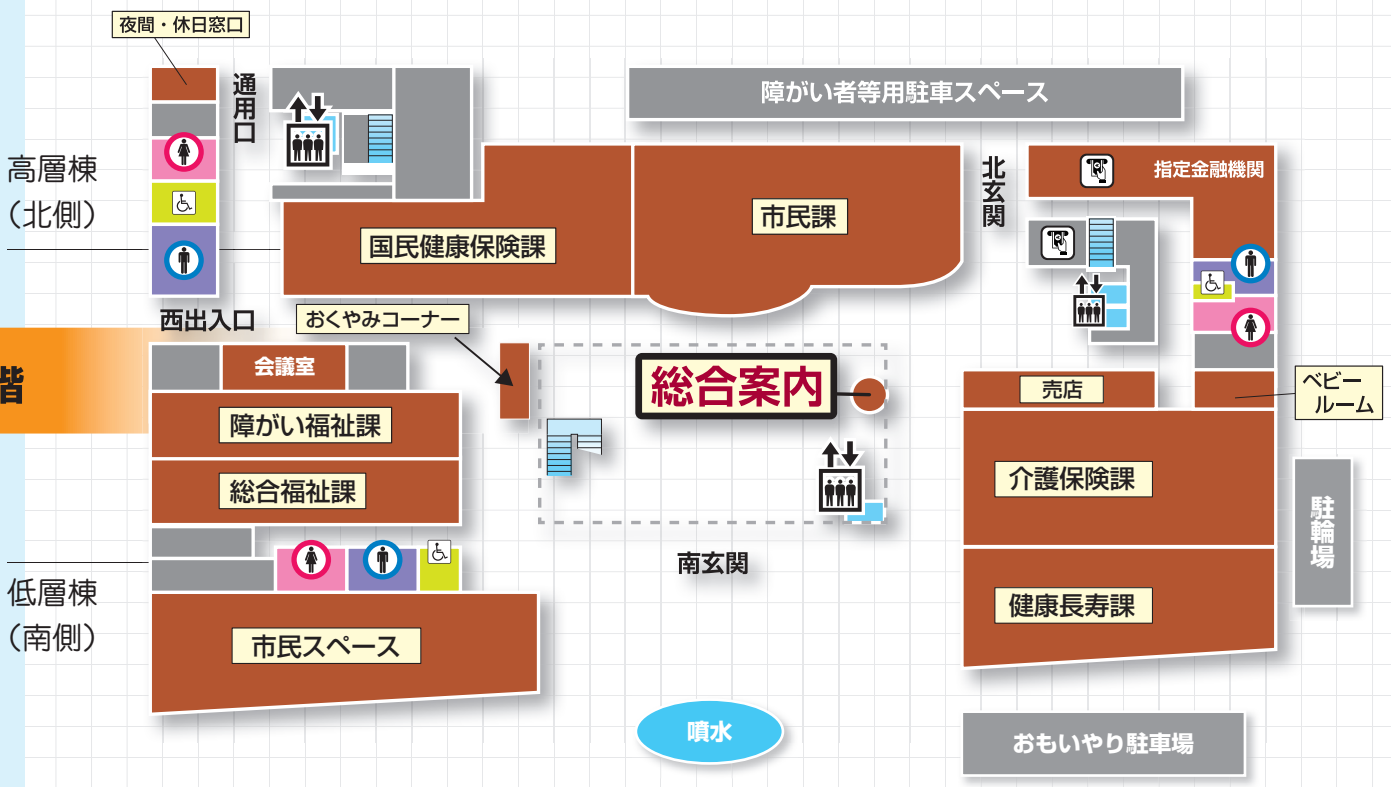 夜間・休日窓口
通用口
障がい者等用駐車スペース
高層棟
（北側）
北玄関
指定金融機関
市民課
国民健康保険課
西出入口
おくやみコーナー
階
会議室
総合案内
売店
ベビー
ルーム
障がい福祉課
総合福祉課
介護保険課
駐輪場
南玄関
低層棟
（南側）
健康長寿課
市民スペース
噴水
おもいやり駐車場